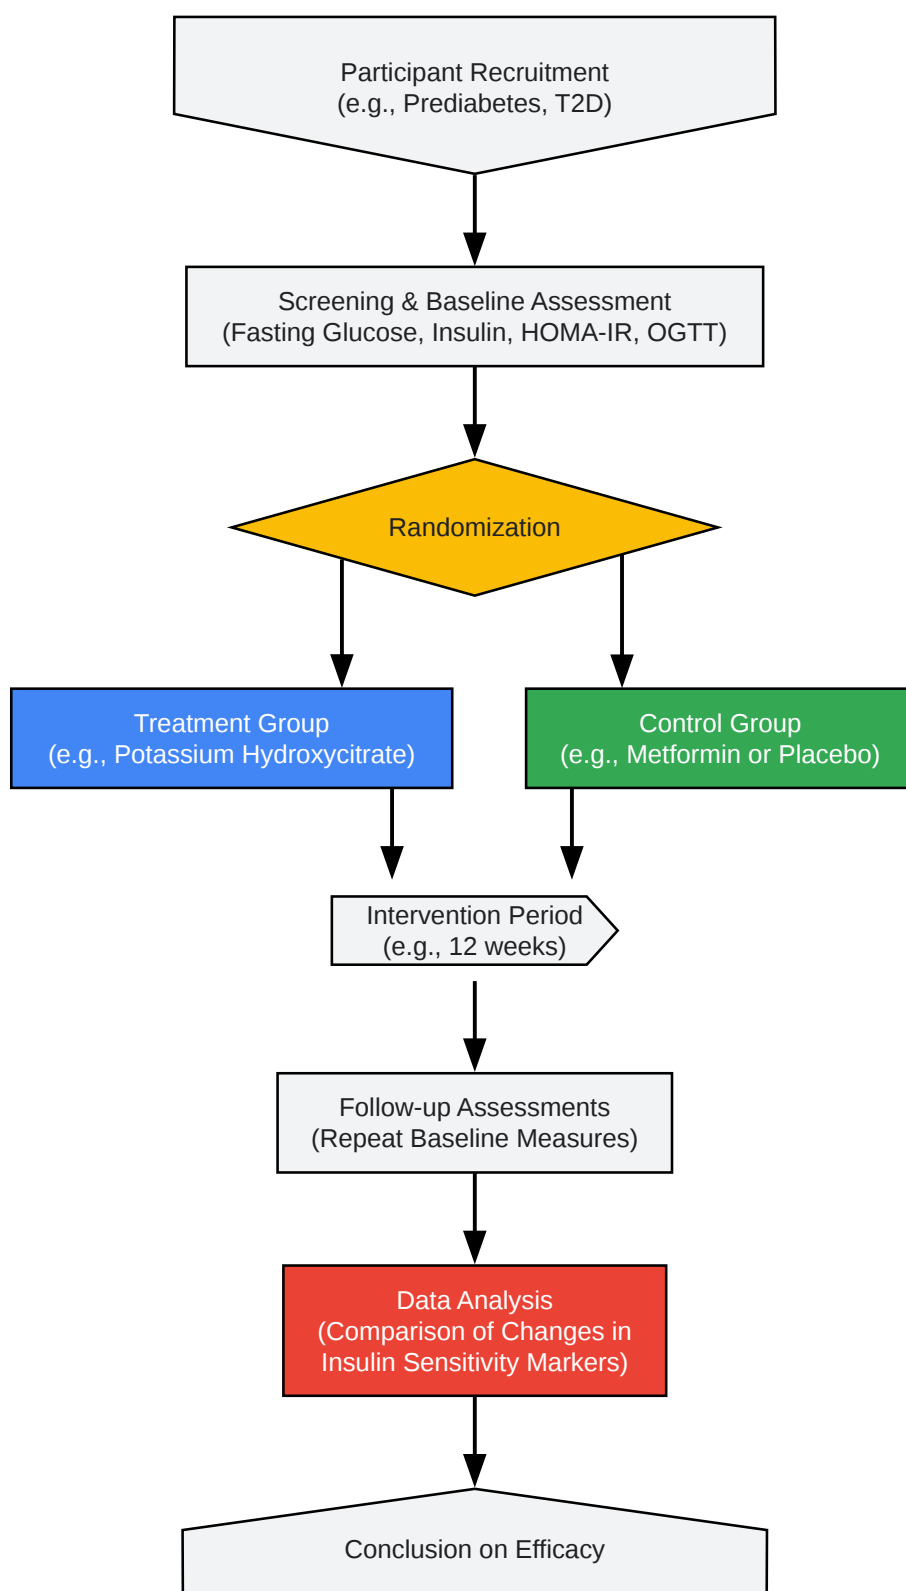 Participant Recruitment
(e.g., Prediabetes, T2D)
Screening & Baseline Assessment
(Fasting Glucose, Insulin, HOMA-IR, OGTT)
Randomization
Treatment Group
(e.g., Potassium Hydroxycitrate)
Control Group
(e.g., Metformin or Placebo)
Intervention Period
(e.g., 12 weeks)
Follow-up Assessments
(Repeat Baseline Measures)
Data Analysis
(Comparison of Changes in
Insulin Sensitivity Markers)
Conclusion on Efficacy